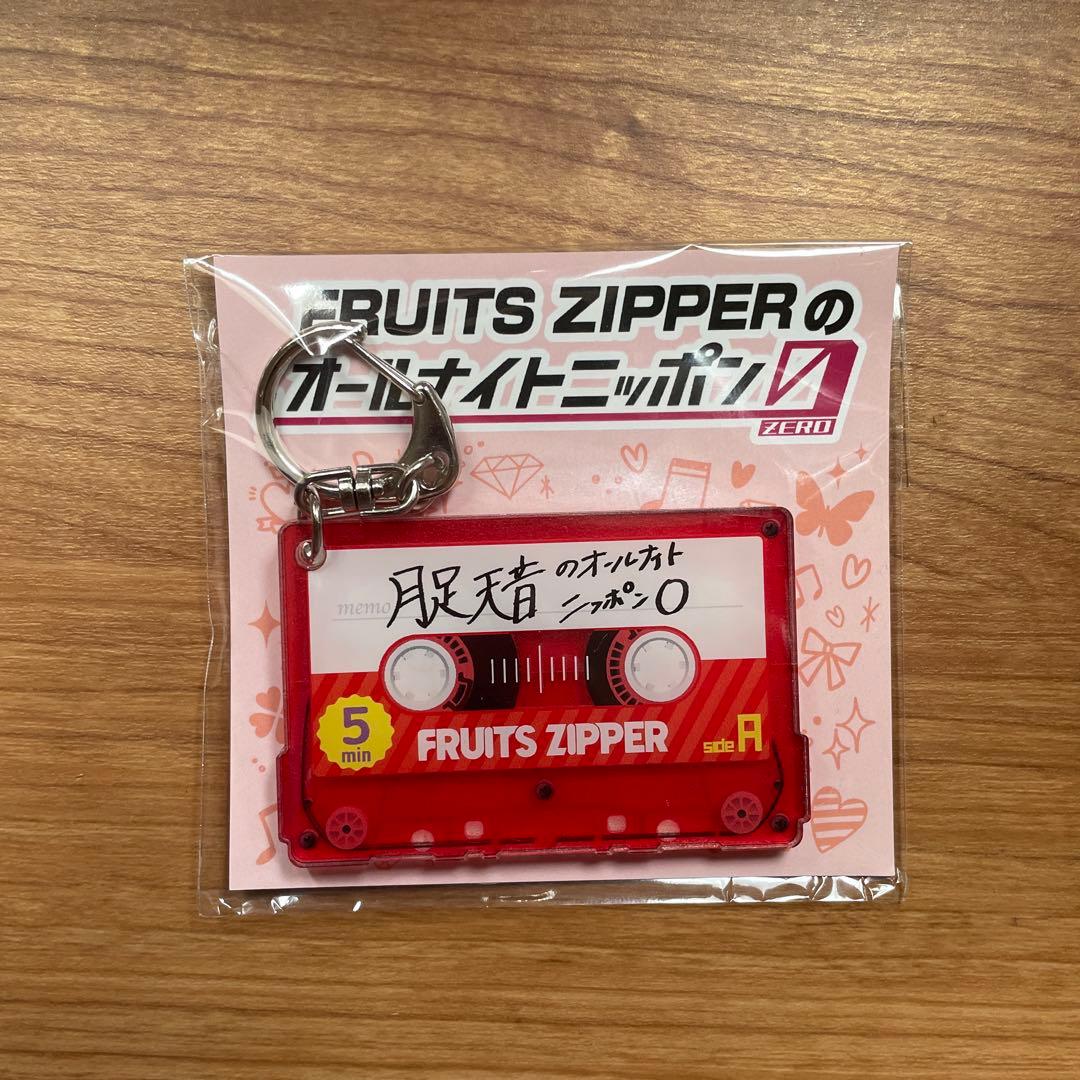 FRUITS ZIPPERの
オールナイトニッポン0
ZERO
memo
月足天音のオールナイト
ニッポン0
5
min
FRUITS ZIPPER
side A